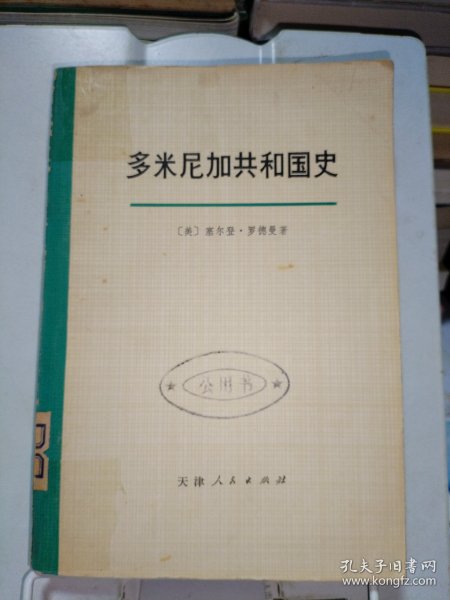 多米尼加共和国史
〔美〕塞尔登·罗德曼著
公用书
天津人民出版社
孔夫子旧书网
www.kongfz.com